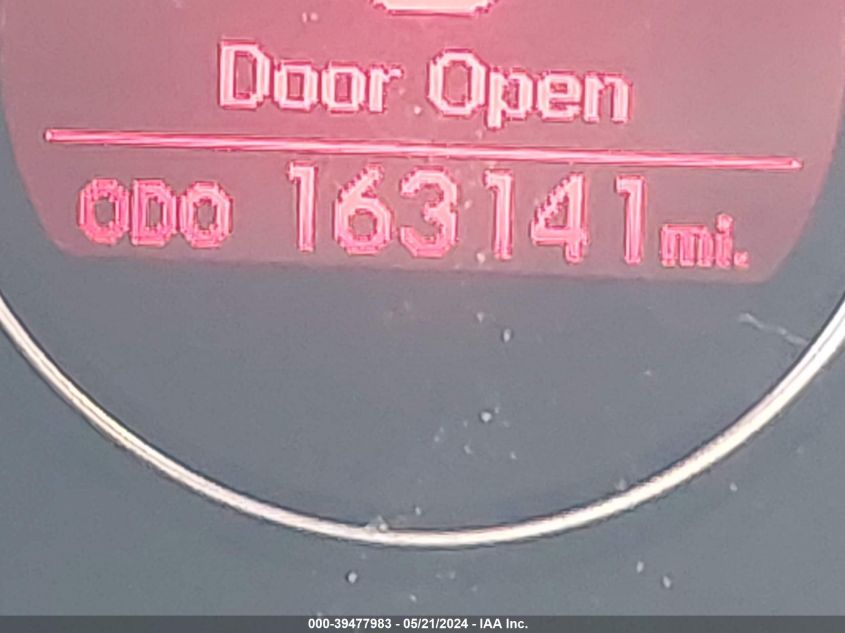 Door Open
ODO 163141 mi.
000-39477983 - 05/21/2024 - IAA Inc.